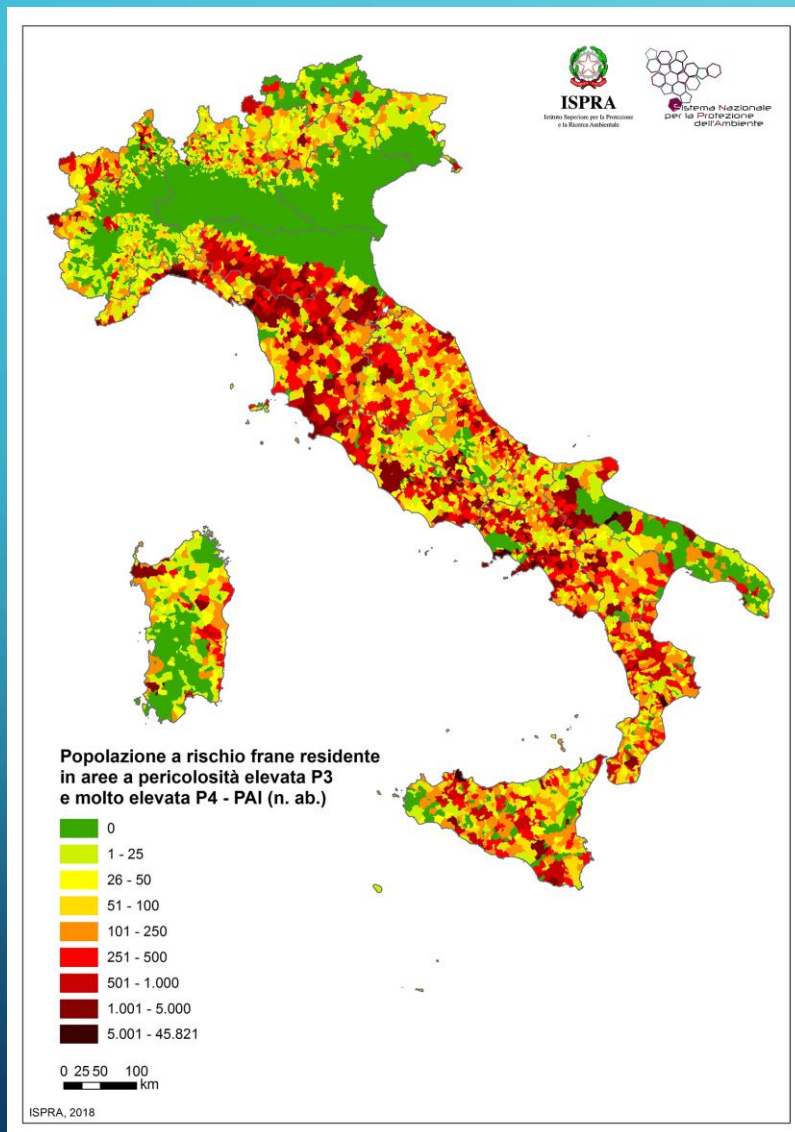 ISPRA
Istituto Superiore per la Protezione
e la Ricerca Ambientale
Sistema Nazionale
per la Protezione
dell'Ambiente
Popolazione a rischio frane residente
in aree a pericolosità elevata P3
e molto elevata P4 - PAI (n. ab.)
0
1 - 25
26 - 50
51 - 100
101 - 250
251 - 500
501 - 1.000
1.001 - 5.000
5.001 - 45.821
0 25 50 100
km
ISPRA, 2018